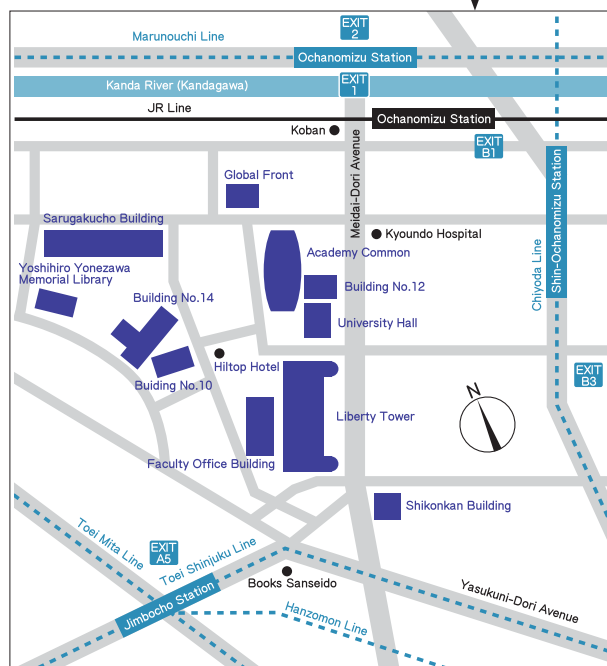 EXIT
2
Marunouchi Line
Ochanomizu Station
EXIT
1
Kanda River (Kandagawa)
JR Line
Ochanomizu Station
Koban
EXIT
B1
Meidai-Dori Avenue
Shin-Ochanomizu Station
Chiyoda Line
Global Front
Sarugakucho Building
Kyoundo Hospital
Academy Common
Yoshihiro Yonezawa
Memorial Library
Building No.12
Building No.14
University Hall
Hiltop Hotel
EXIT
B3
Buiding No.10
N
Liberty Tower
Faculty Office Building
Shikonkan Building
Toei Mita Line
EXIT
A5
Toei Shinjuku Line
Books Sanseido
Jimbocho Station
Yasukuni-Dori Avenue
Hanzomon Line